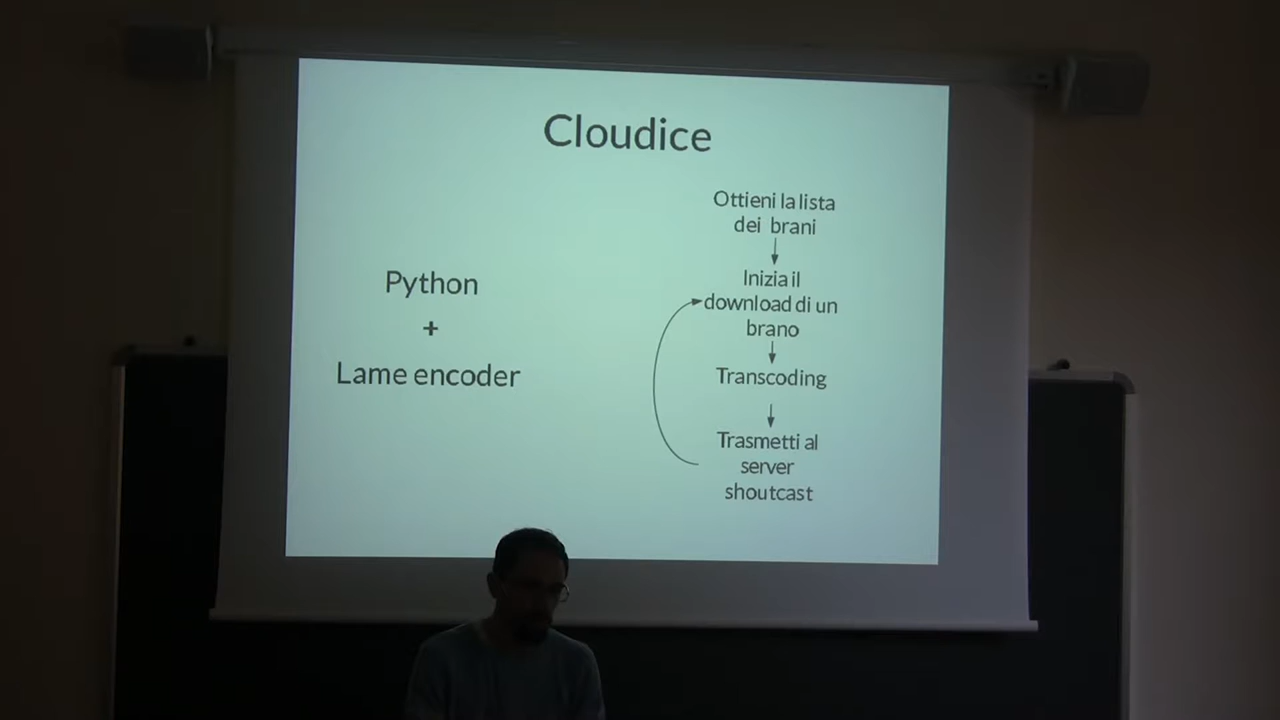 Cloudice
Python
+
Lame encoder
Ottieni la lista
dei brani
Inizia il
download di un
brano
Transcoding
Trasmetti al
server
shoutcast